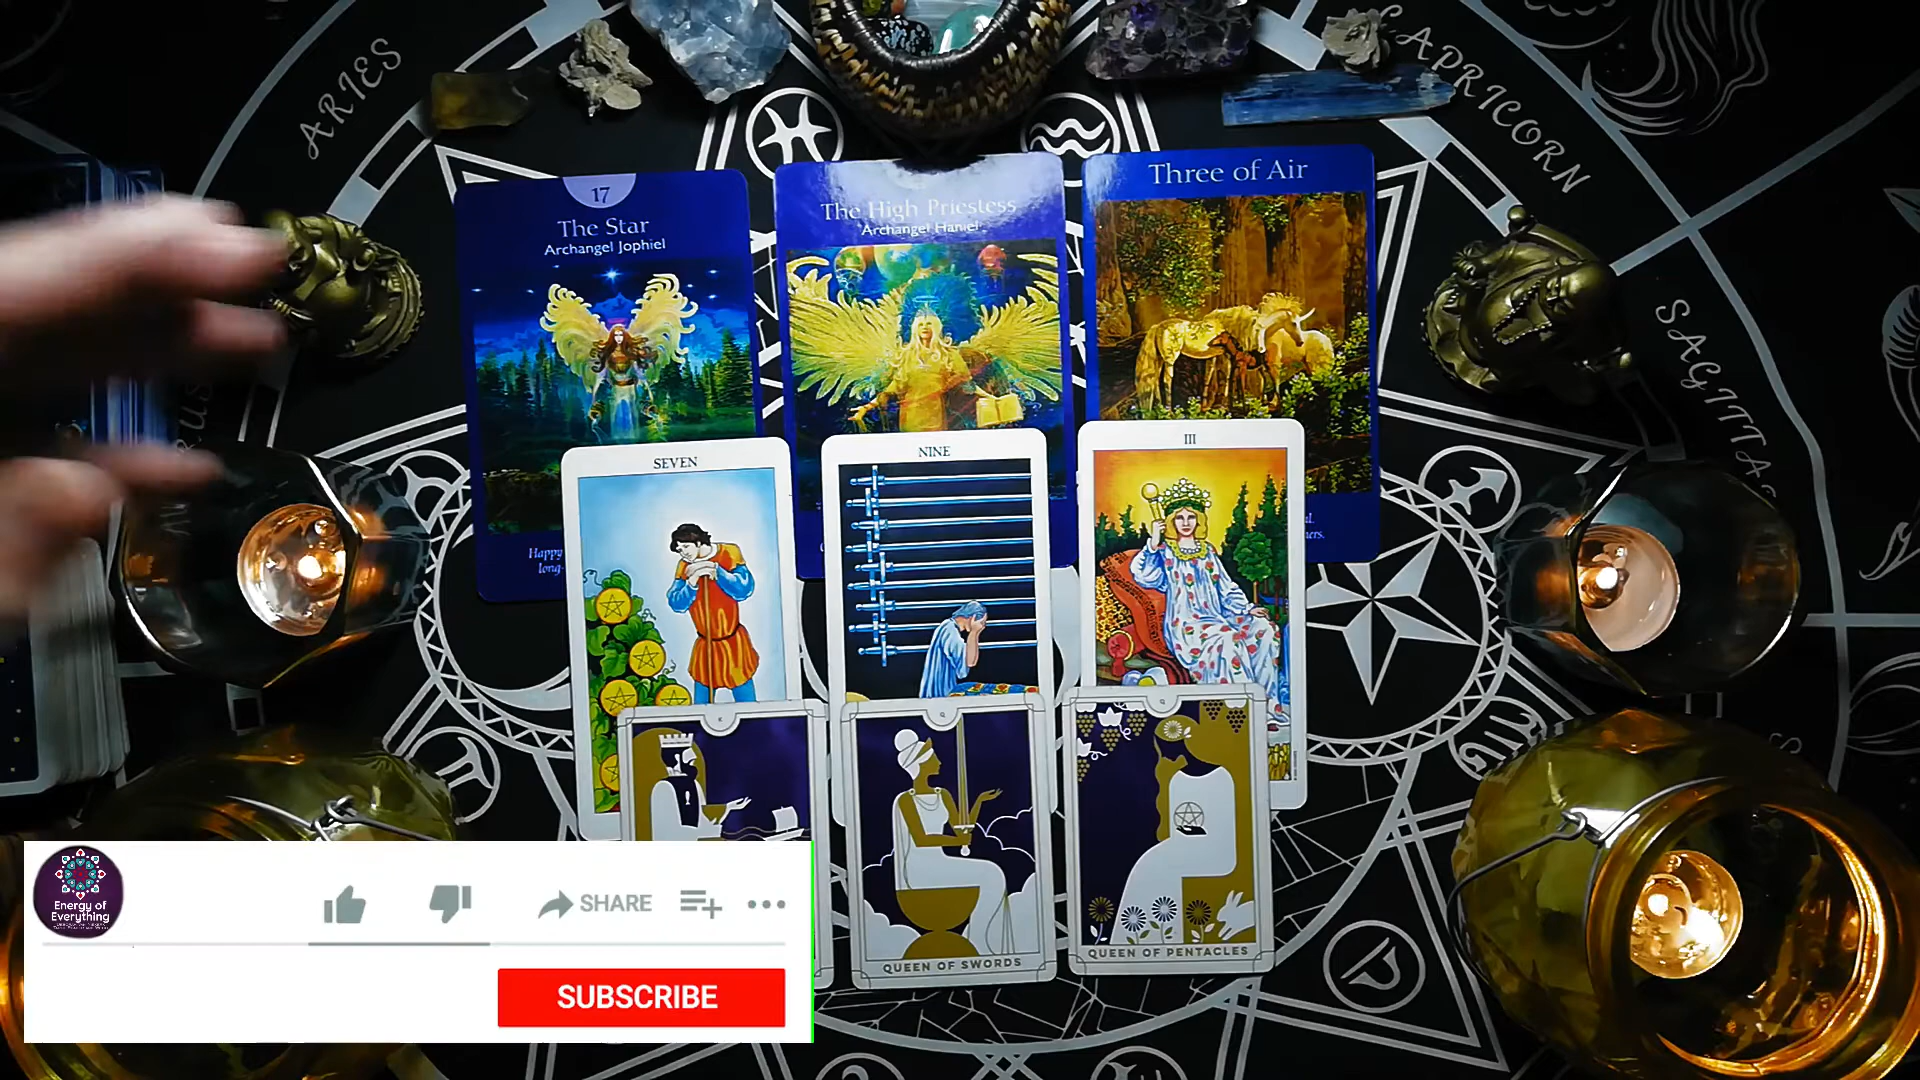 ARIES
CAPRICORN
SAGITTA
17
The Star
Archangel Jophiel
The High Priestess
Archangel Haniel
Three of Air
Happy
long-
SEVEN
NINE
III
K
Q
Q
QUEEN OF SWORDS
QUEEN OF PENTACLES
Energy of
Everything
SHARE
SUBSCRIBE